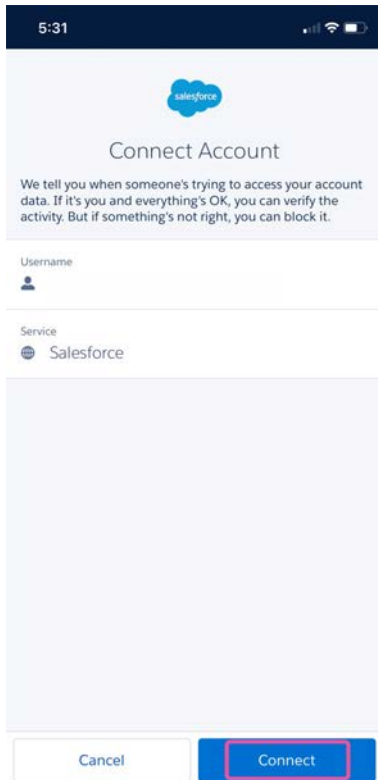 5:31
salesforce
Connect Account
We tell you when someone's trying to access your account
data. If it's you and everything's OK, you can verify the
activity. But if something's not right, you can block it.
Username
Service
Salesforce
Cancel
Connect